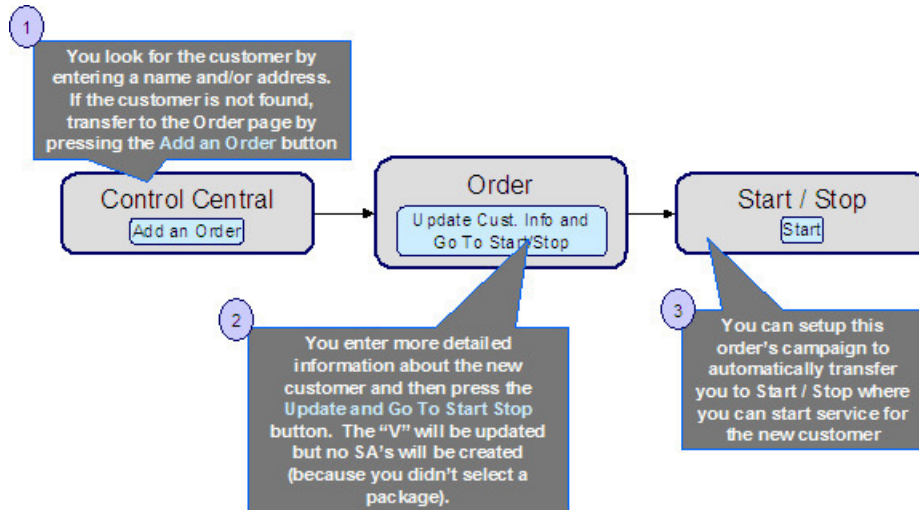 1
You look for the customer by
entering a name and/or address.
If the customer is not found,
transfer to the Order page by
pressing the Add an Order button
Control Central
Add an Order
Order
Update Cust. Info and
Go To Start/Stop
Start / Stop
Start
2
You enter more detailed
information about the new
customer and then press the
Update and Go To Start Stop
button. The “V” will be updated
but no SA’s will be created
(because you didn’t select a
package).
3
You can setup this
order’s campaign to
automatically transfer
you to Start / Stop where
you can start service for
the new customer